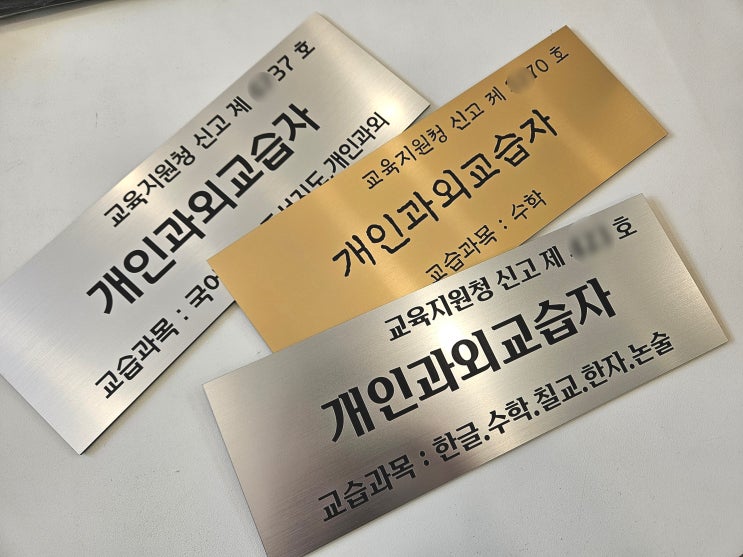 교육지원청 신고 제 37 호
개인과외교습자
교습과목 : 국어 개인과외
교육지원청 신고 제 70 호
개인과외교습자
교습과목 : 수학
교육지원청 신고 제 호
개인과외교습자
교습과목 : 한글.수학.칠교.한자.논술